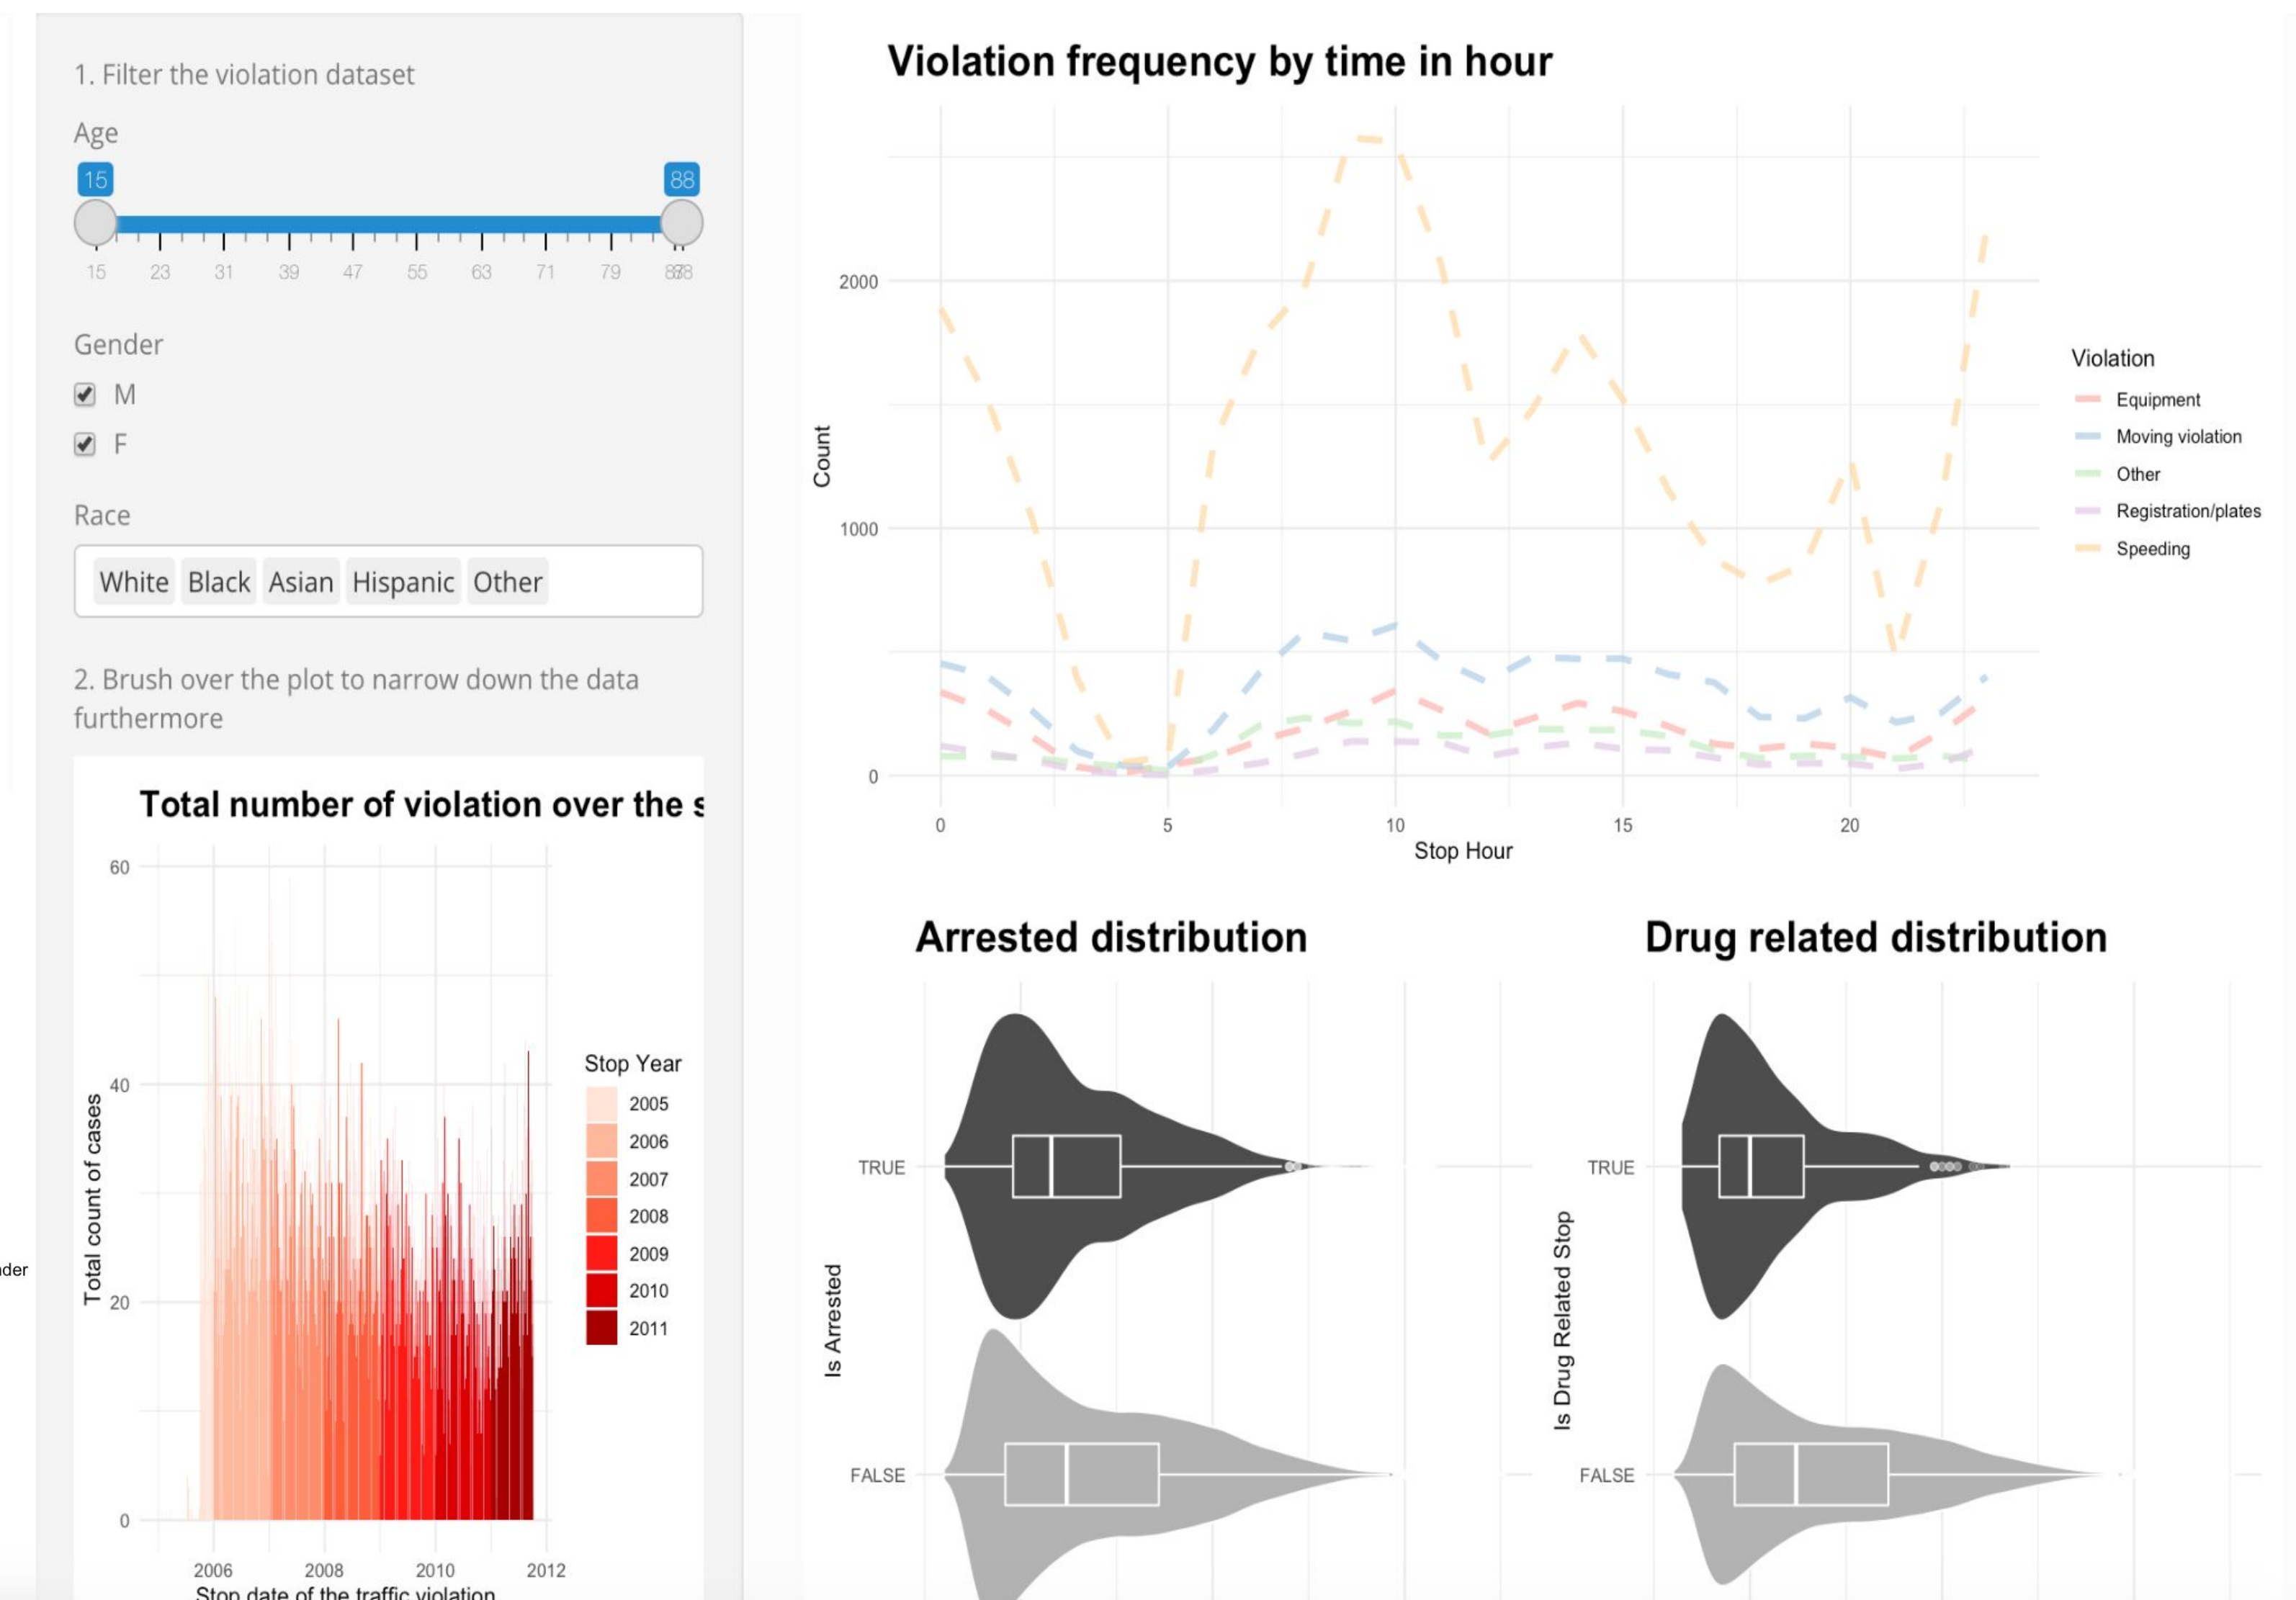 1. Filter the violation dataset
Age
15 88
15 23 31 39 47 55 63 71 79 88
Gender
M
F
Race
White Black Asian Hispanic Other
2. Brush over the plot to narrow down the data
furthermore
Total number of violation over the s
Total count of cases
60
40
20
0
2006 2008 2010 2012
Stop date of the traffic violation
Stop Year
2005
2006
2007
2008
2009
2010
2011
nder
Violation frequency by time in hour
Count
2000
1000
0
0 5 10 15 20
Stop Hour
Violation
Equipment
Moving violation
Other
Registration/plates
Speeding
Arrested distribution
Is Arrested
TRUE
FALSE
Drug related distribution
Is Drug Related Stop
TRUE
FALSE